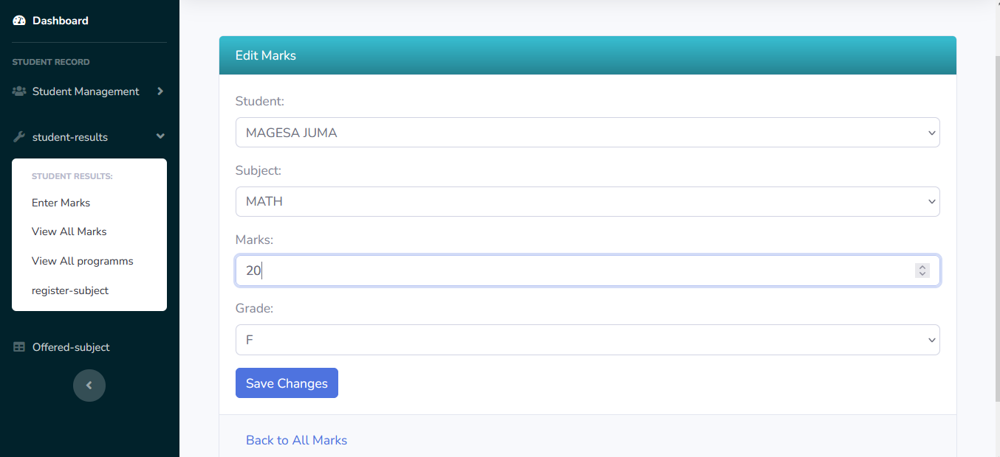 Dashboard
STUDENT RECORD
Student Management
student-results
STUDENT RESULTS:
Enter Marks
View All Marks
View All programms
register-subject
Offered-subject
Edit Marks
Student:
MAGESA JUMA
Subject:
MATH
Marks:
20
Grade:
F
Save Changes
Back to All Marks